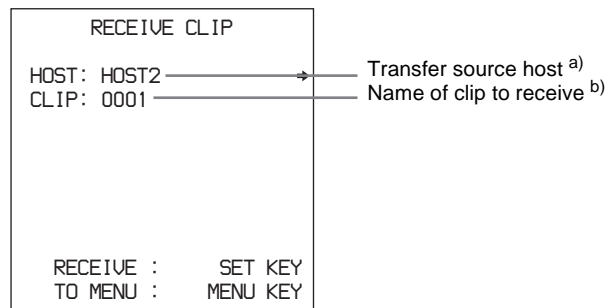 RECEIVE CLIP
HOST: HOST2 → Transfer source host a)
CLIP: 0001 Name of clip to receive b)
RECEIVE : SET KEY
TO MENU : MENU KEY